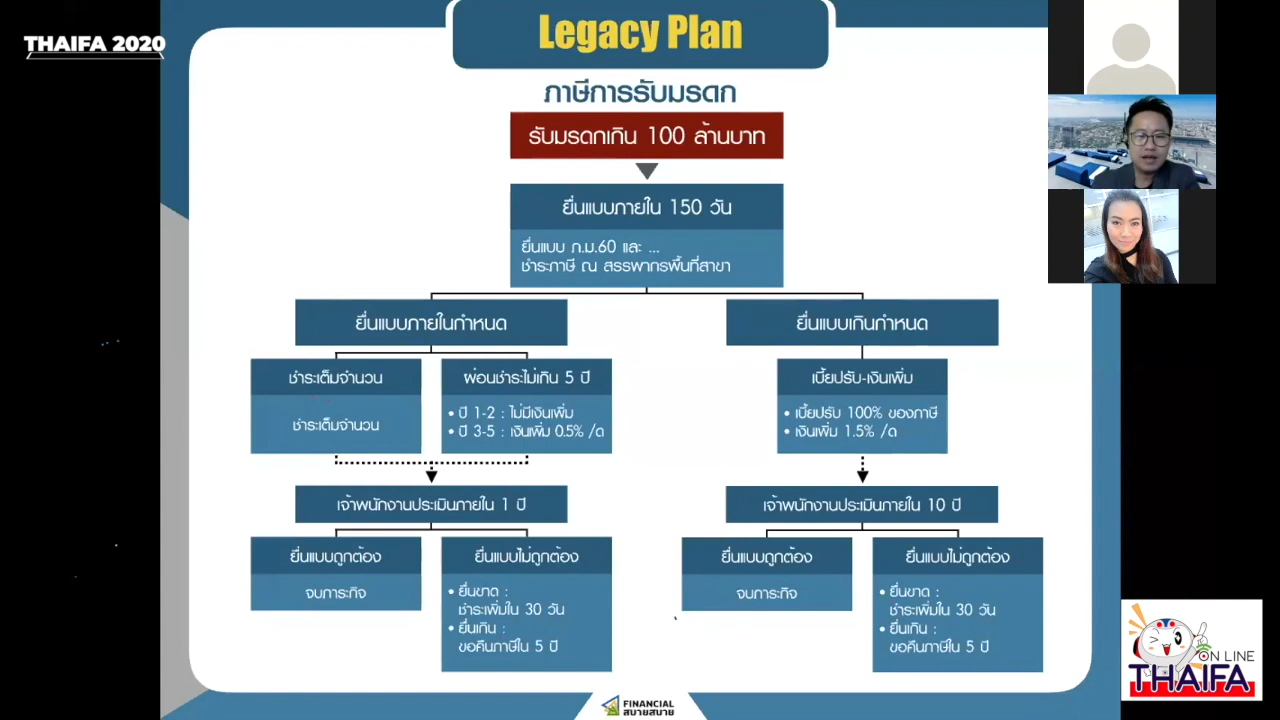 THAIFA 2020
Legacy Plan
ภาษีการรับมรดก
รับมรดกเกิน 100 ล้านบาท
ยื่นแบบภายใน 150 วัน
ยื่นแบบ ภ.ม.60 และ ...
ชำระภาษี ณ สรรพากรพื้นที่สาขา
ยื่นแบบภายในกำหนด
ยื่นแบบเกินกำหนด
ชำระเต็มจำนวน
ชำระเต็มจำนวน
ผ่อนชำระไม่เกิน 5 ปี
• ปี 1-2 : ไม่มีเงินเพิ่ม
• ปี 3-5 : เงินเพิ่ม 0.5% /ด
เบี้ยปรับ-เงินเพิ่ม
• เบี้ยปรับ 100% ของภาษี
• เงินเพิ่ม 1.5% /ด
เจ้าพนักงานประเมินภายใน 1 ปี
เจ้าพนักงานประเมินภายใน 10 ปี
ยื่นแบบถูกต้อง
จบภาระกิจ
ยื่นแบบไม่ถูกต้อง
• ยื่นขาด :
ชำระเพิ่มใน 30 วัน
• ยื่นเกิน :
ขอคืนภาษีใน 5 ปี
ยื่นแบบถูกต้อง
จบภาระกิจ
ยื่นแบบไม่ถูกต้อง
• ยื่นขาด :
ชำระเพิ่มใน 30 วัน
• ยื่นเกิน :
ขอคืนภาษีใน 5 ปี
FINANCIAL
สบายสบาย
ON LINE
THAIFA